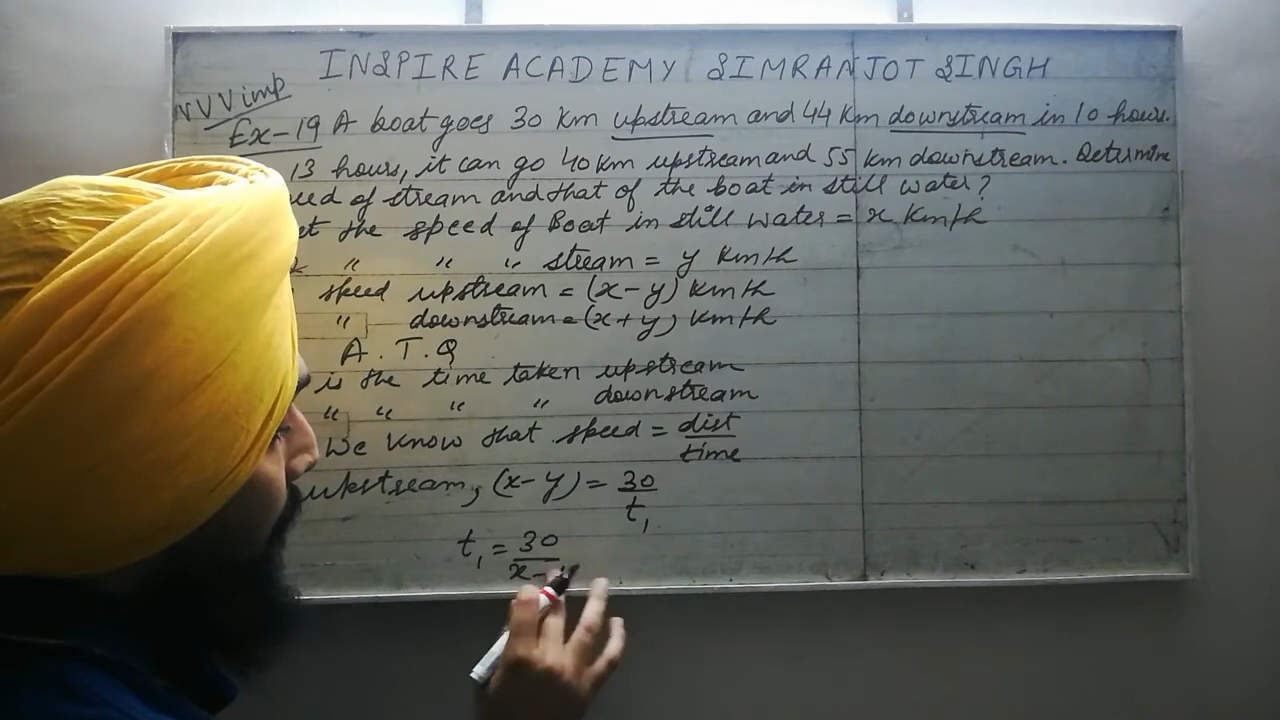 INSPIRE ACADEMY SIMRANJOT SINGH
VVVimp
Ex-19 A boat goes 30 km upstream and 44 km downstream in 10 hours.
13 hours, it can go 40 km upstream and 55 km downstream. Determine
eed of stream and that of the boat in still water?
et the speed of Boat in still water = x Km/h
" " " stream = y Km/h
speed upstream = (x-y) Km/h
" downstream = (x+y) Km/h
A.T.Q
is the time taken upstream
" " " " downstream
We know that speed = dist/time
upstream, (x-y) = 30/t₁
t₁ = 30/x-